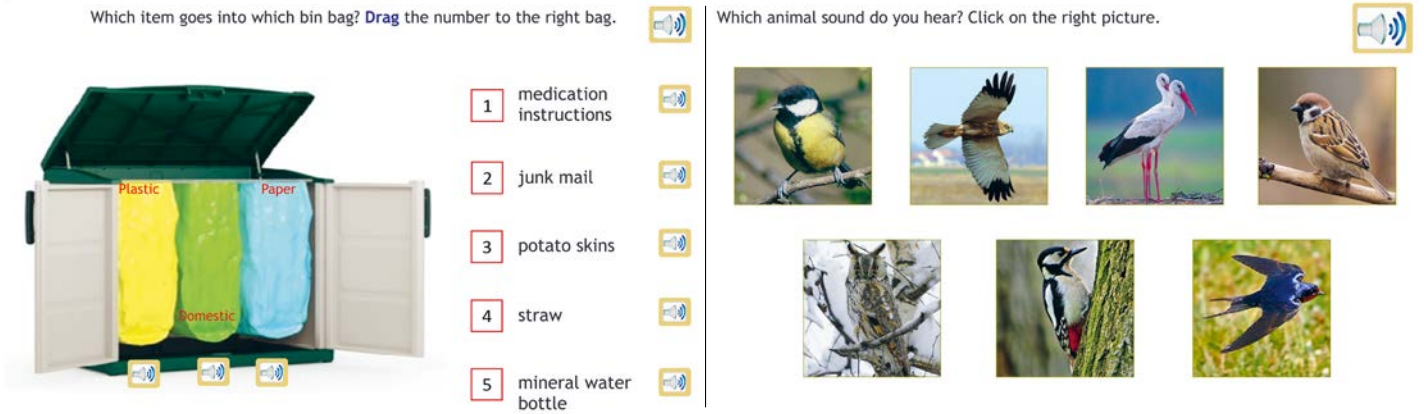 Which item goes into which bin bag? Drag the number to the right bag.
Plastic
Paper
Domestic
1
medication
instructions
2
junk mail
3
potato skins
4
straw
5
mineral water
bottle
Which animal sound do you hear? Click on the right picture.